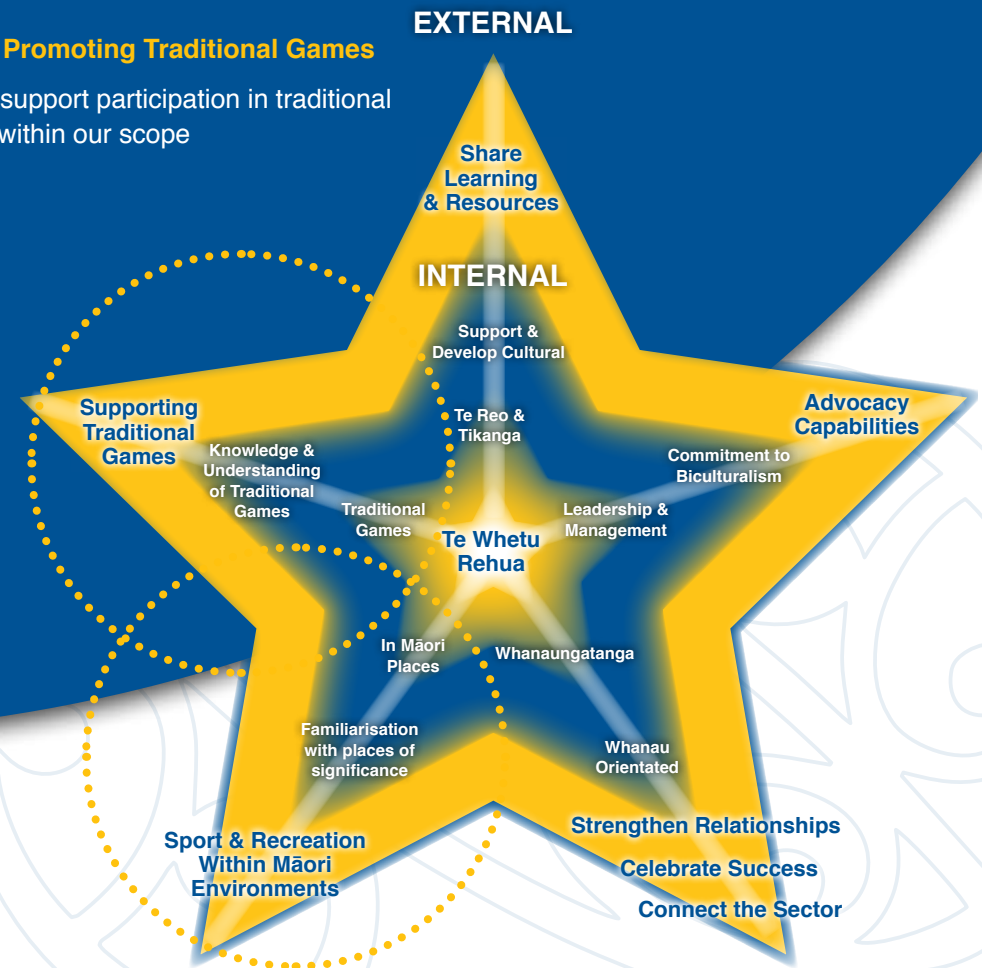 EXTERNAL
Promoting Traditional Games
support participation in traditional
within our scope
Share
Learning
& Resources
INTERNAL
Support &
Develop Cultural
Te Reo &
Tikanga
Supporting
Traditional
Games
Knowledge &
Understanding
of Traditional
Games
Traditional
Games
Advocacy
Capabilities
Commitment to
Biculturalism
Leadership &
Management
Te Whetu
Rehua
In Māori
Places
Whanaungatanga
Familiarisation
with places of
significance
Whanau
Orientated
Sport & Recreation
Within Māori
Environments
Strengthen Relationships
Celebrate Success
Connect the Sector